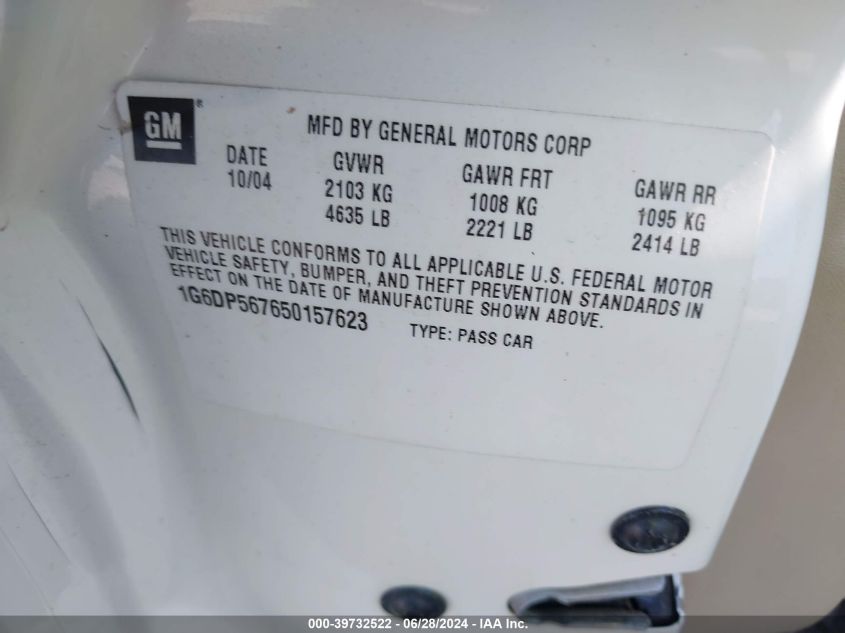 GM ®
MFD BY GENERAL MOTORS CORP
DATE GVWR GAWR FRT GAWR RR
10/04 2103 KG 1008 KG 1095 KG
4635 LB 2221 LB 2414 LB
THIS VEHICLE CONFORMS TO ALL APPLICABLE U.S. FEDERAL MOTOR
VEHICLE SAFETY, BUMPER, AND THEFT PREVENTION STANDARDS IN
EFFECT ON THE DATE OF MANUFACTURE SHOWN ABOVE.
1G6DP567650157623 TYPE: PASS CAR
000-39732522 - 06/28/2024 - IAA Inc.